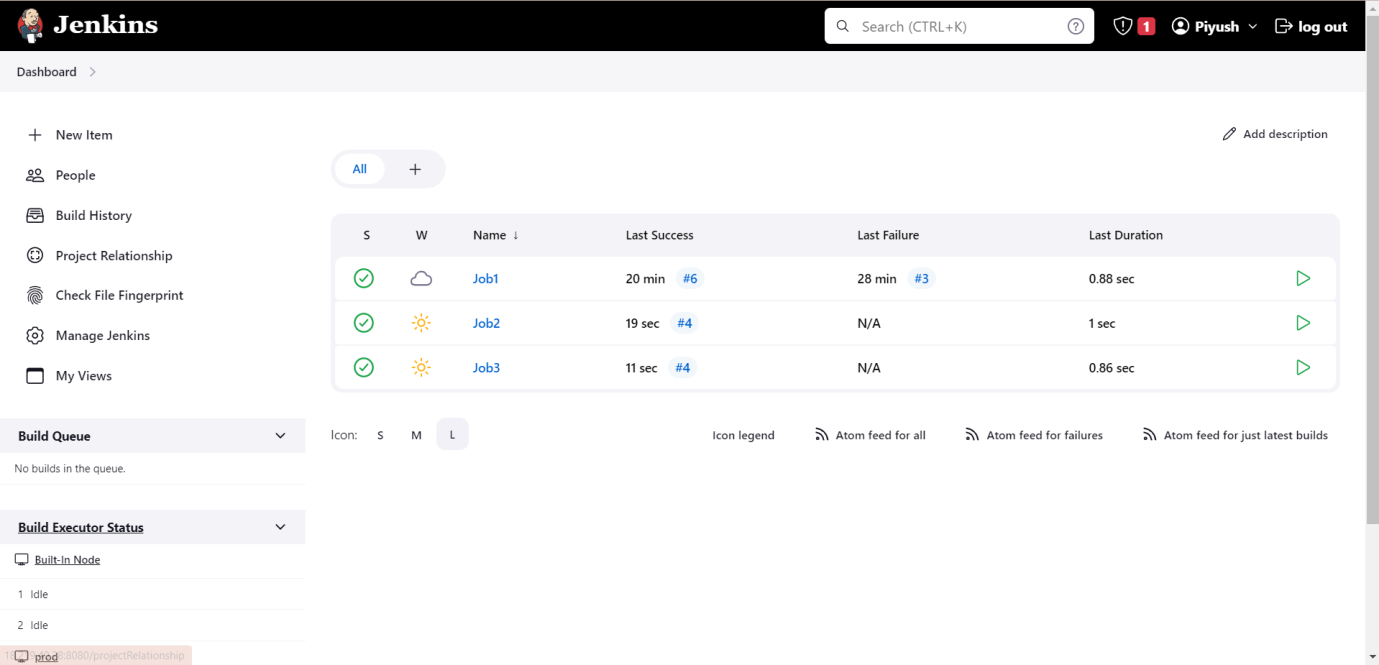 Jenkins
Search (CTRL+K)
1
Piyush
log out
Dashboard
New Item
People
Build History
Project Relationship
Check File Fingerprint
Manage Jenkins
My Views
Build Queue
No builds in the queue.
Build Executor Status
Built-In Node
1 Idle
2 Idle
prod
:8080/projectRelationship
Add description
All +
S W Name ↓ Last Success Last Failure Last Duration
Job1 20 min #6 28 min #3 0.88 sec
Job2 19 sec #4 N/A 1 sec
Job3 11 sec #4 N/A 0.86 sec
Icon: S M L
Icon legend
Atom feed for all
Atom feed for failures
Atom feed for just latest builds